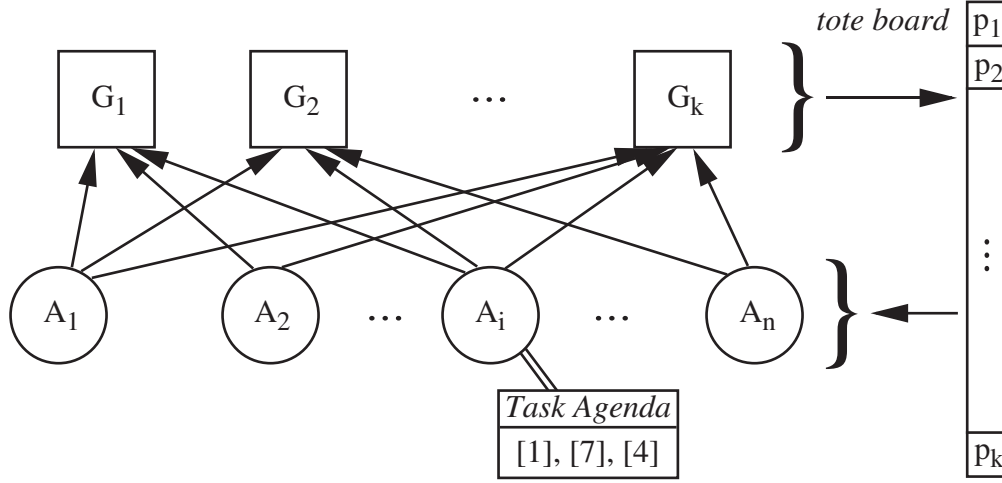 tote board
p1
p2
G1
G2
...
Gk
...
A1
A2
...
Ai
...
An
Task Agenda
[1], [7], [4]
pk